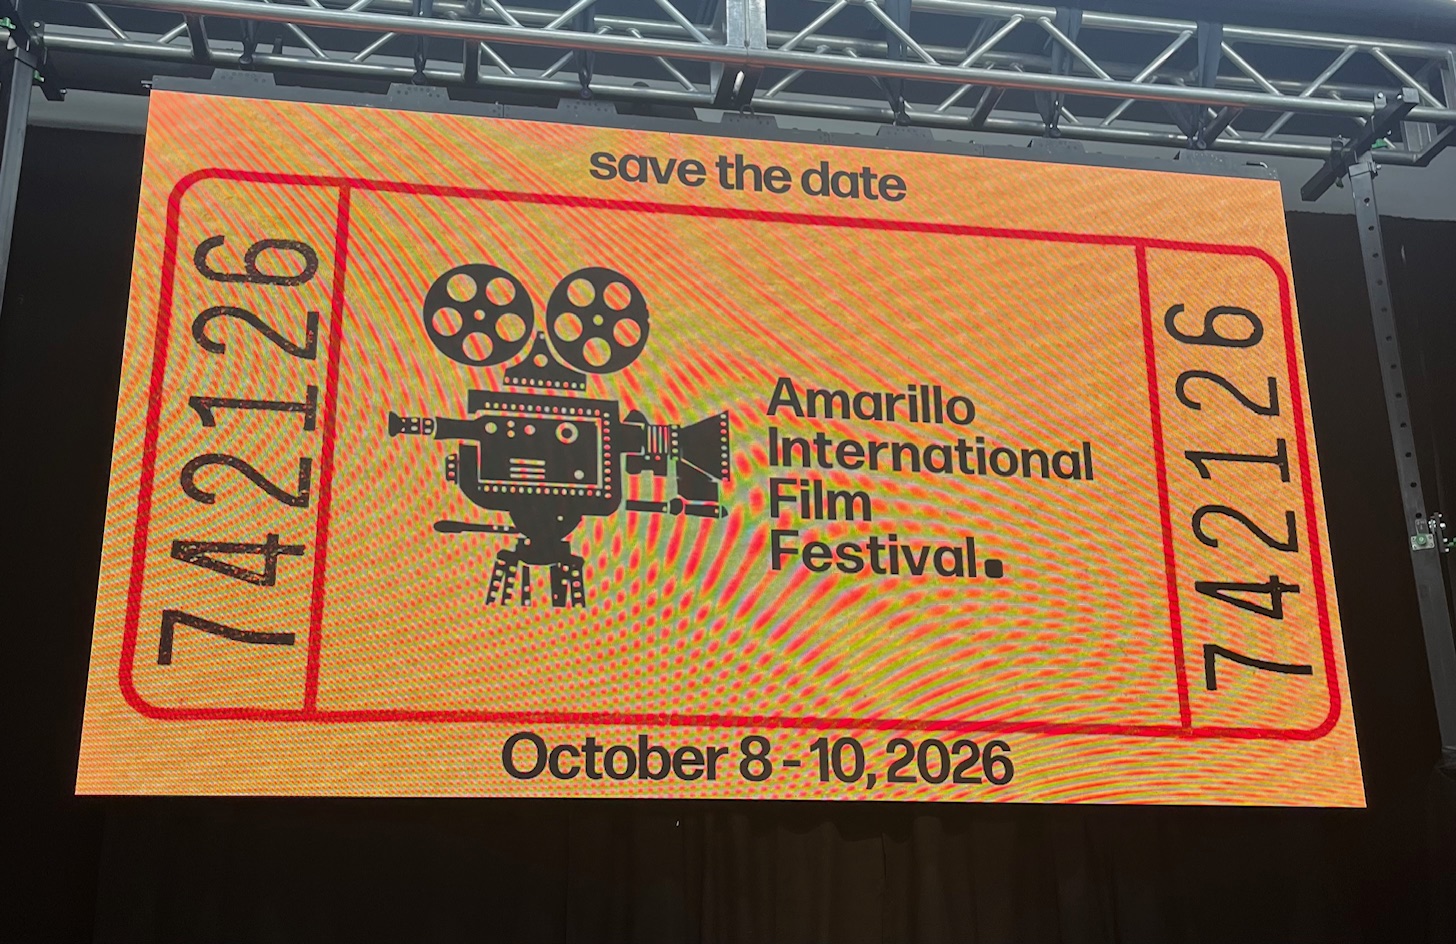 save the date
742126
Amarillo
International
Film
Festival.
742126
October 8 - 10, 2026